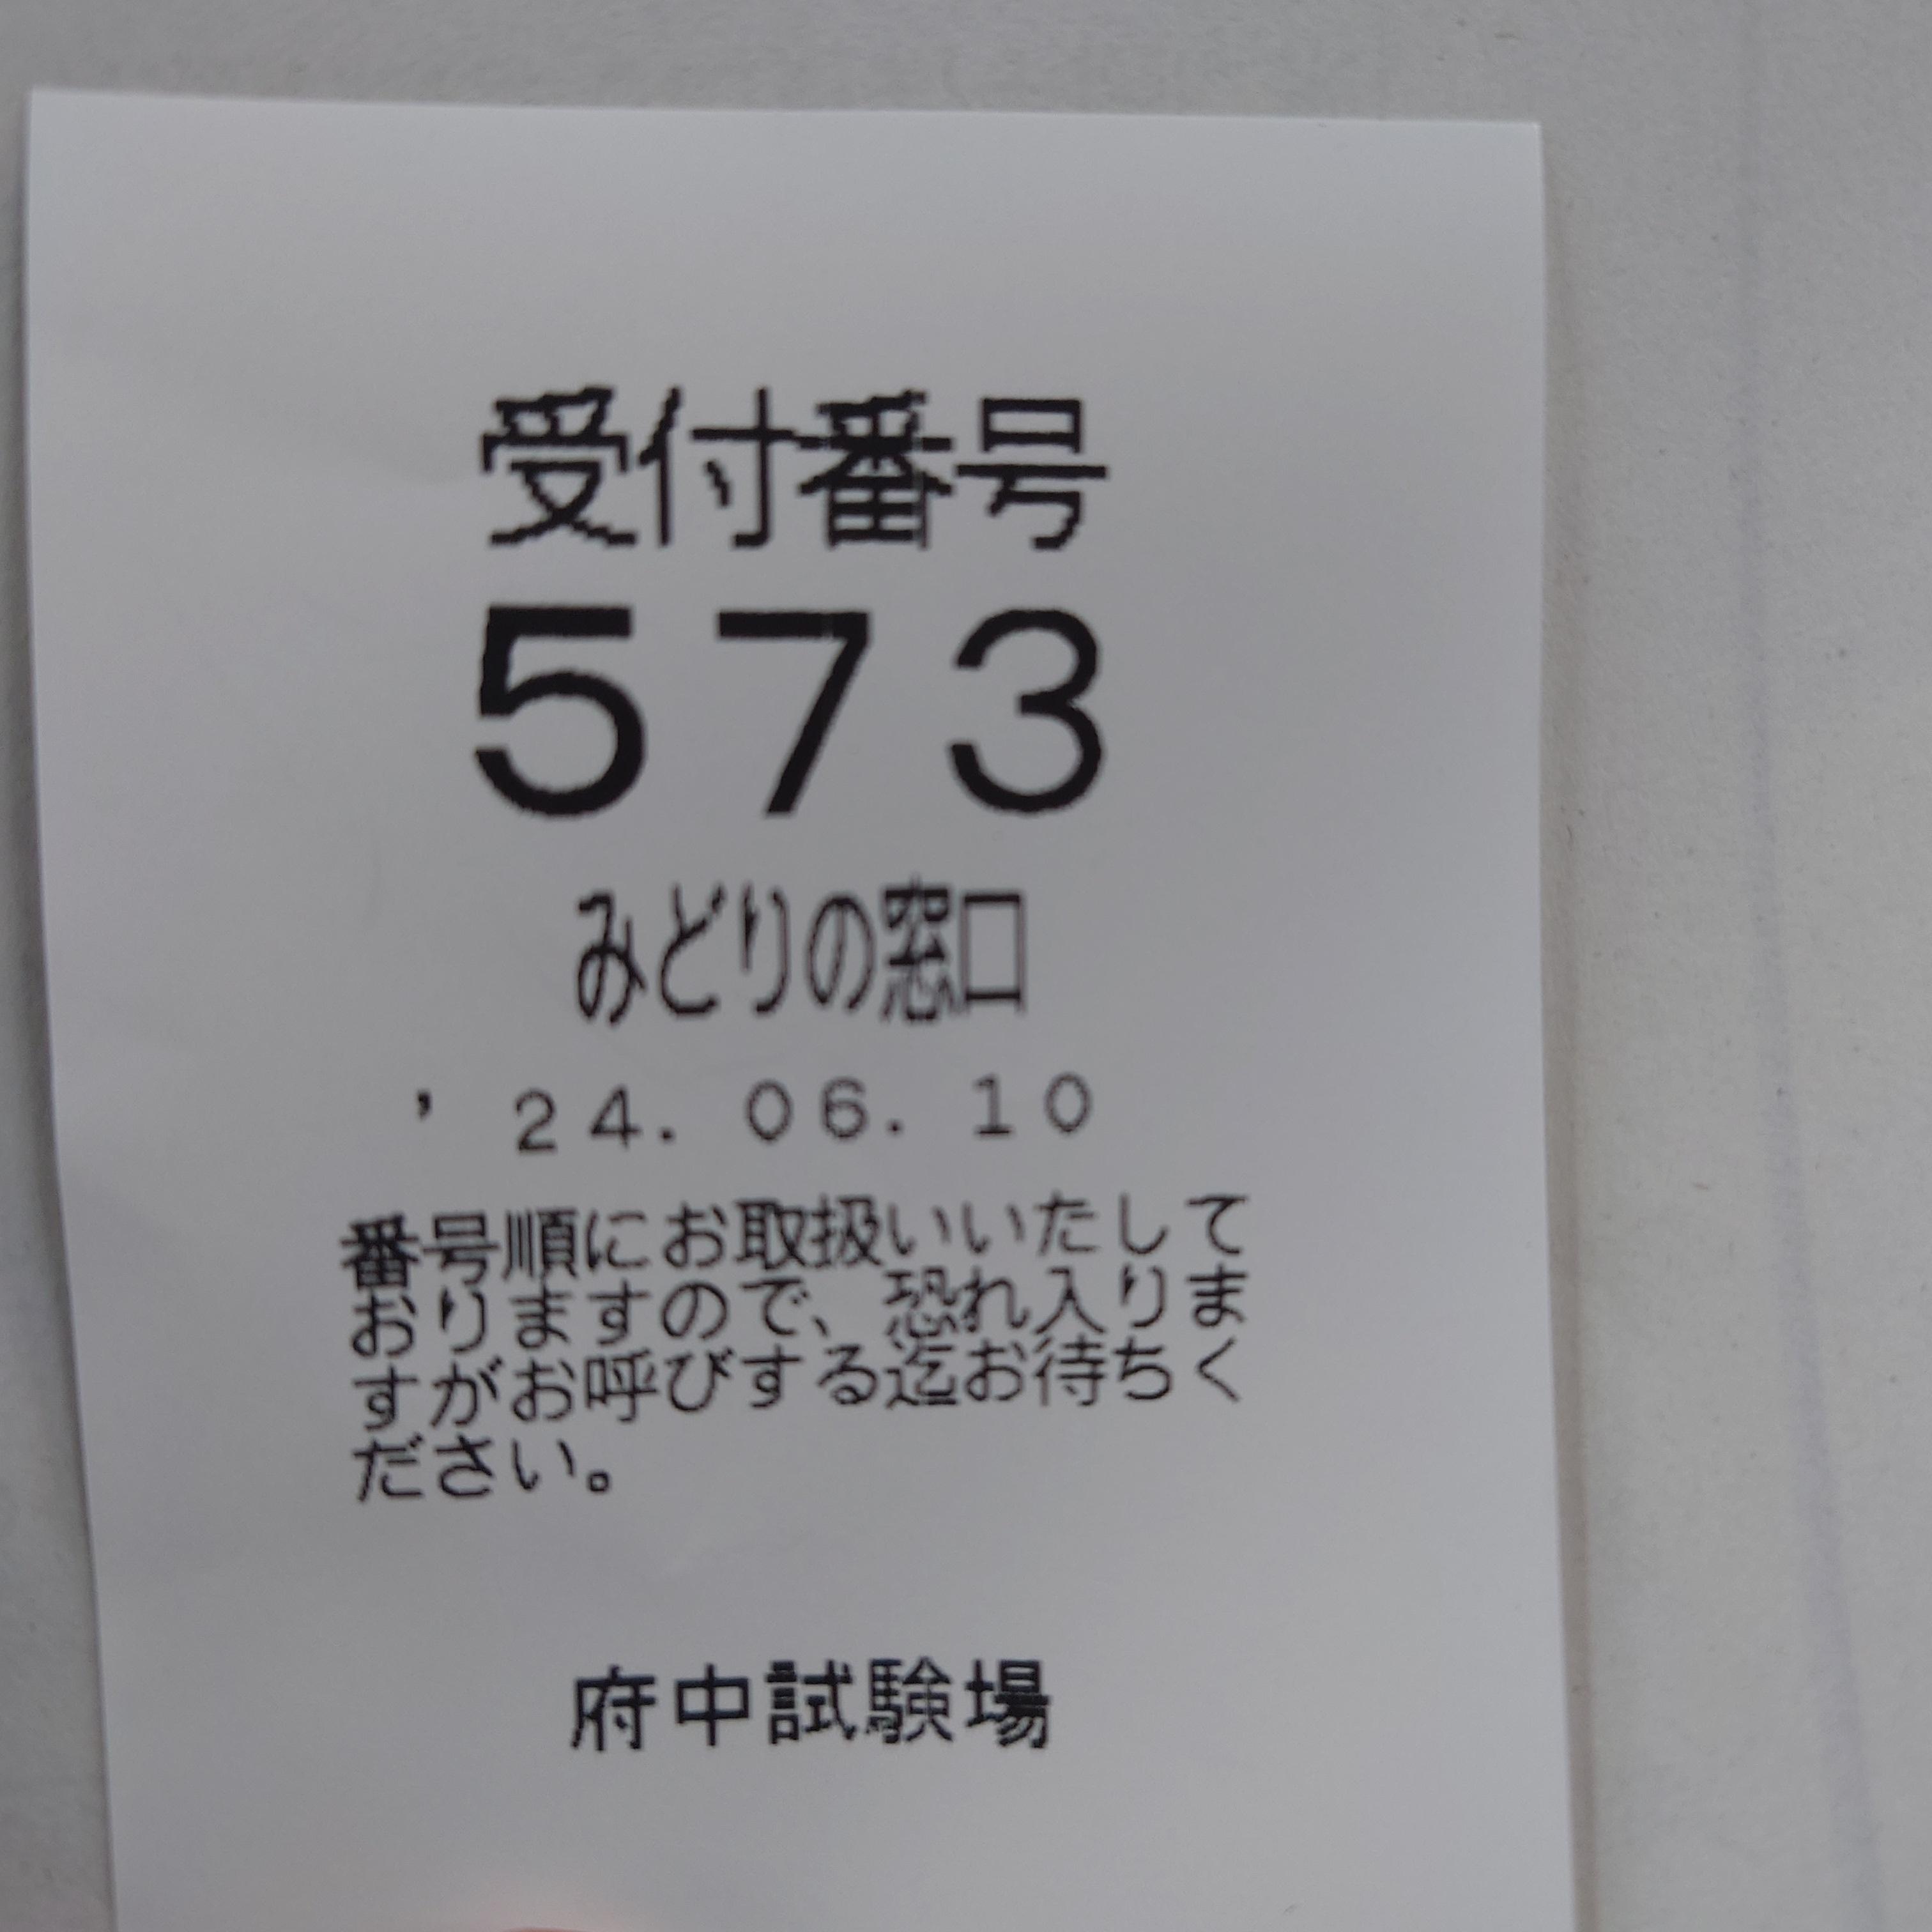 受付番号
573
みどりの窓口
’24.06.10
番号順にお取扱いいたして
おりますので、恐れ入りま
すがお呼びする迄お待ちく
ださい。
府中試験場